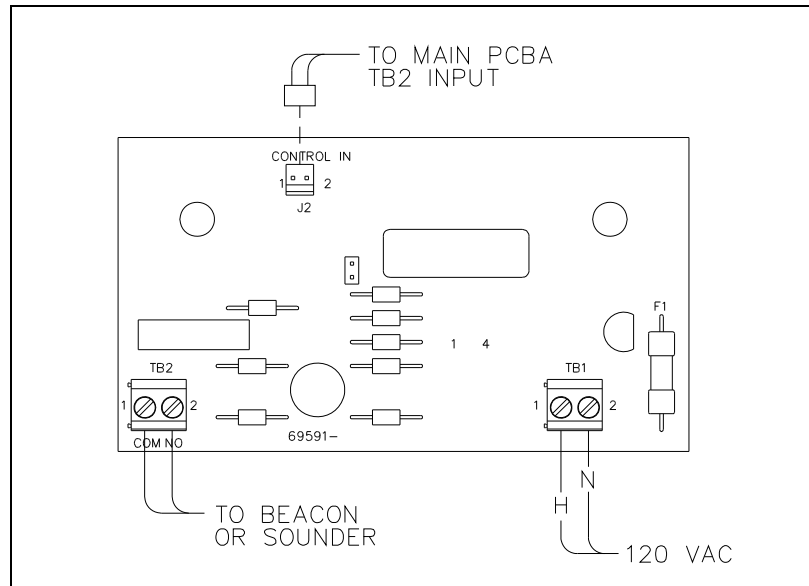 TO MAIN PCBA
TB2 INPUT
CONTROL IN
1 2
J2
F1
1 4
TB2
TB1
1 2
1 2
COM NO
69591-
H N
TO BEACON
OR SOUNDER
120 VAC